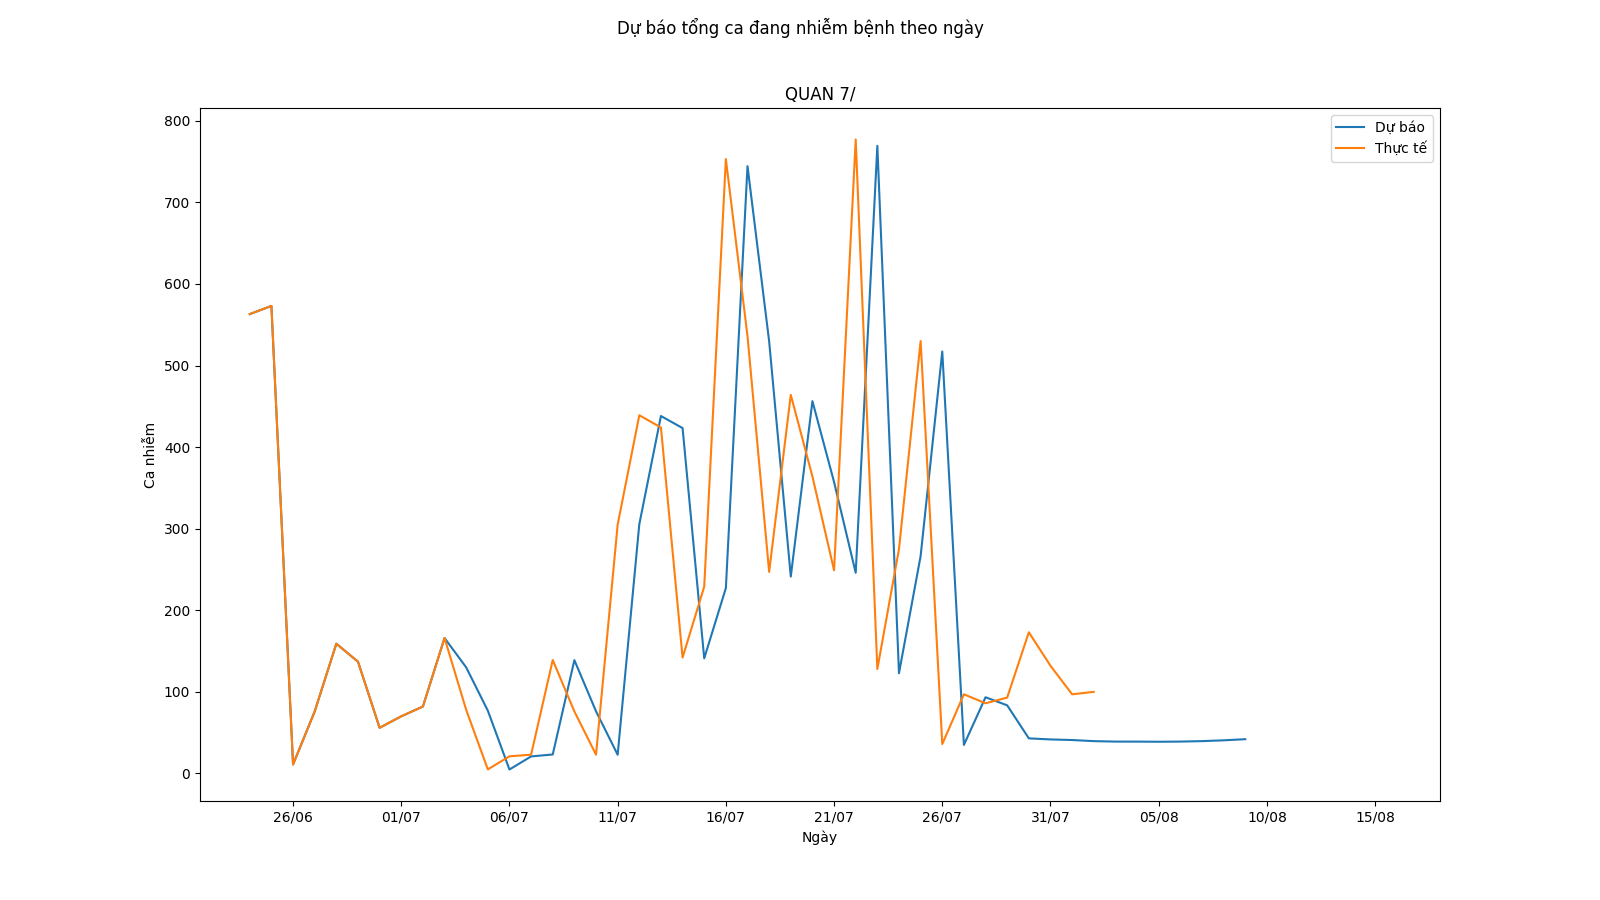 Dự báo tổng ca đang nhiễm bệnh theo ngày
QUAN 7/
Dự báo
Thực tế
800
700
600
500
400
300
200
100
0
Ca nhiễm
26/06 01/07 06/07 11/07 16/07 21/07 26/07 31/07 05/08 10/08 15/08
Ngày